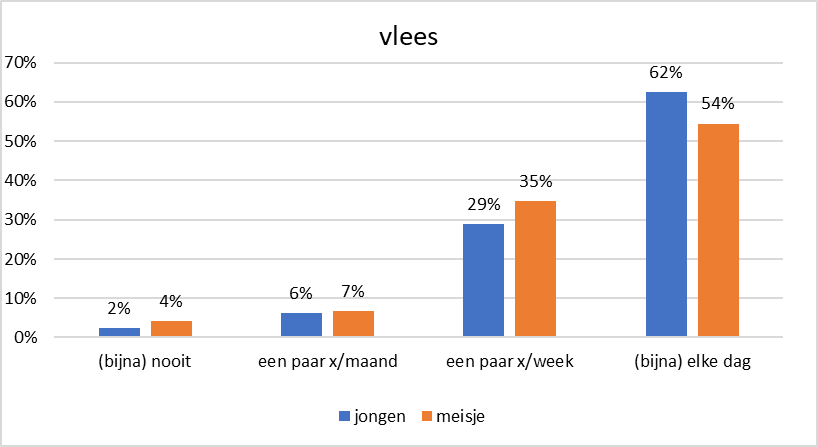 vlees
70%
60%
50%
40%
30%
20%
10%
0%
2%
4%
6%
7%
29%
35%
62%
54%
(bijna) nooit
een paar x/maand
een paar x/week
(bijna) elke dag
jongen
meisje